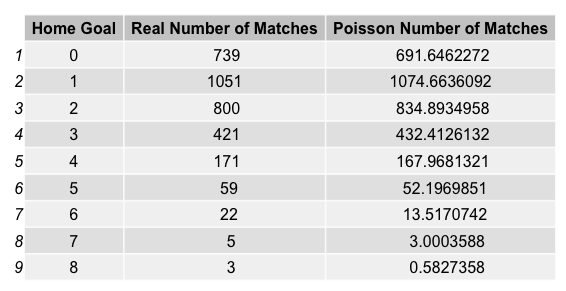 Home Goal Real Number of Matches Poisson Number of Matches
1 0 739 691.6462272
2 1 1051 1074.6636092
3 2 800 834.8934958
4 3 421 432.4126132
5 4 171 167.9681321
6 5 59 52.1969851
7 6 22 13.5170742
8 7 5 3.0003588
9 8 3 0.5827358